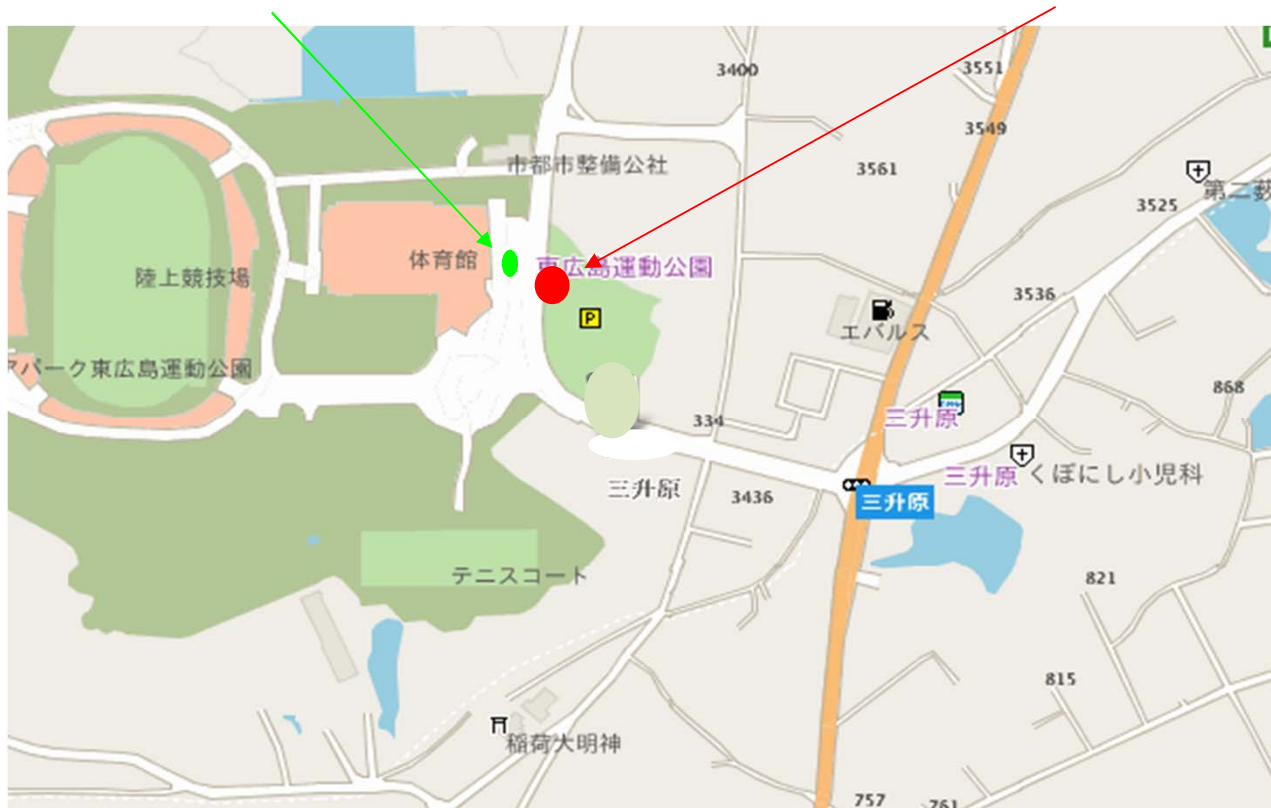 3400
3551
3549
市都市整備公社
3561
第二薮
3525
体育館
東広島運動公園
陸上競技場
3536
P
エバルス
アパーク東広島運動公園
868
三升原
334
三升原
くぼにし小児科
三升原
3436
三升原
テニスコート
821
815
稲荷大明神
757
761